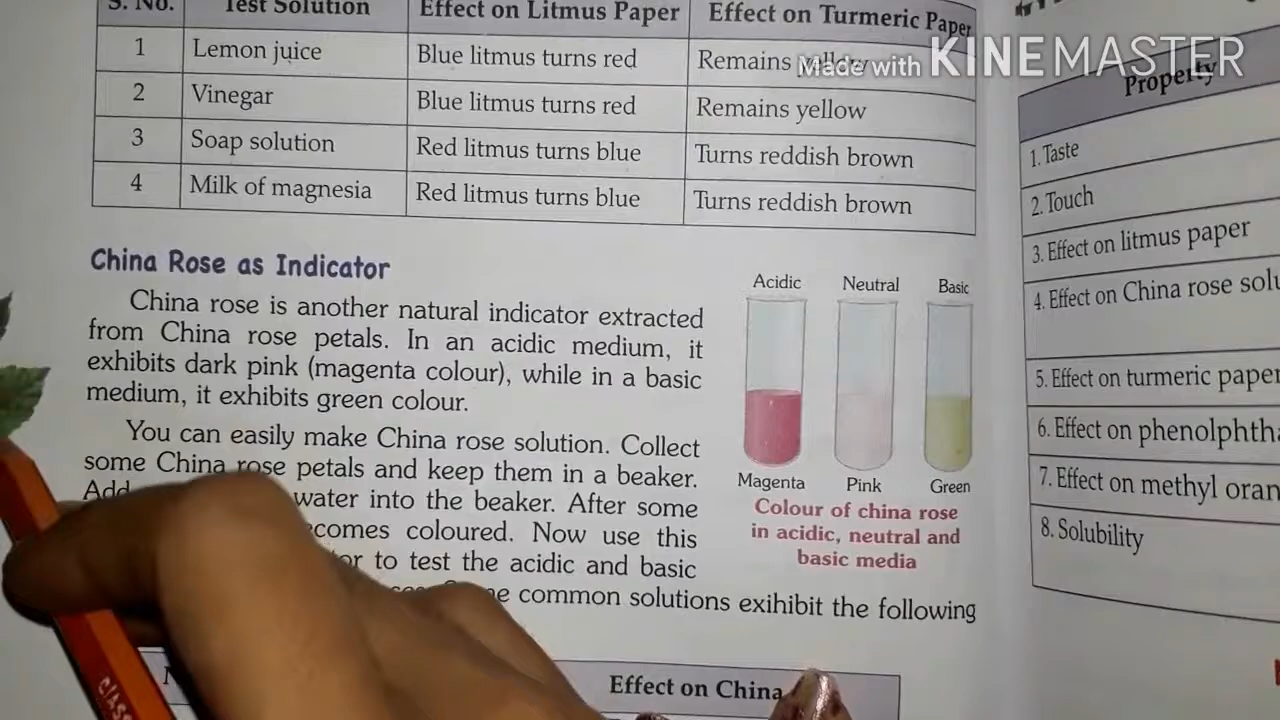 S. No. Test Solution Effect on Litmus Paper Effect on Turmeric Paper
1 Lemon juice Blue litmus turns red Remains yellow
2 Vinegar Blue litmus turns red Remains yellow
3 Soap solution Red litmus turns blue Turns reddish brown
4 Milk of magnesia Red litmus turns blue Turns reddish brown
China Rose as Indicator
China rose is another natural indicator extracted
from China rose petals. In an acidic medium, it
exhibits dark pink (magenta colour), while in a basic
medium, it exhibits green colour.
You can easily make China rose solution. Collect
some China rose petals and keep them in a beaker.
Add water into the beaker. After some
ecomes coloured. Now use this
or to test the acidic and basic
common solutions exihibit the following
Effect on China
Acidic Neutral Basic
Magenta Pink Green
Colour of china rose
in acidic, neutral and
basic media
Made with KINEMASTER
Property
1. Taste
2. Touch
3. Effect on litmus paper
4. Effect on China rose solu
5. Effect on turmeric paper
6. Effect on phenolphtha
7. Effect on methyl oran
8. Solubility